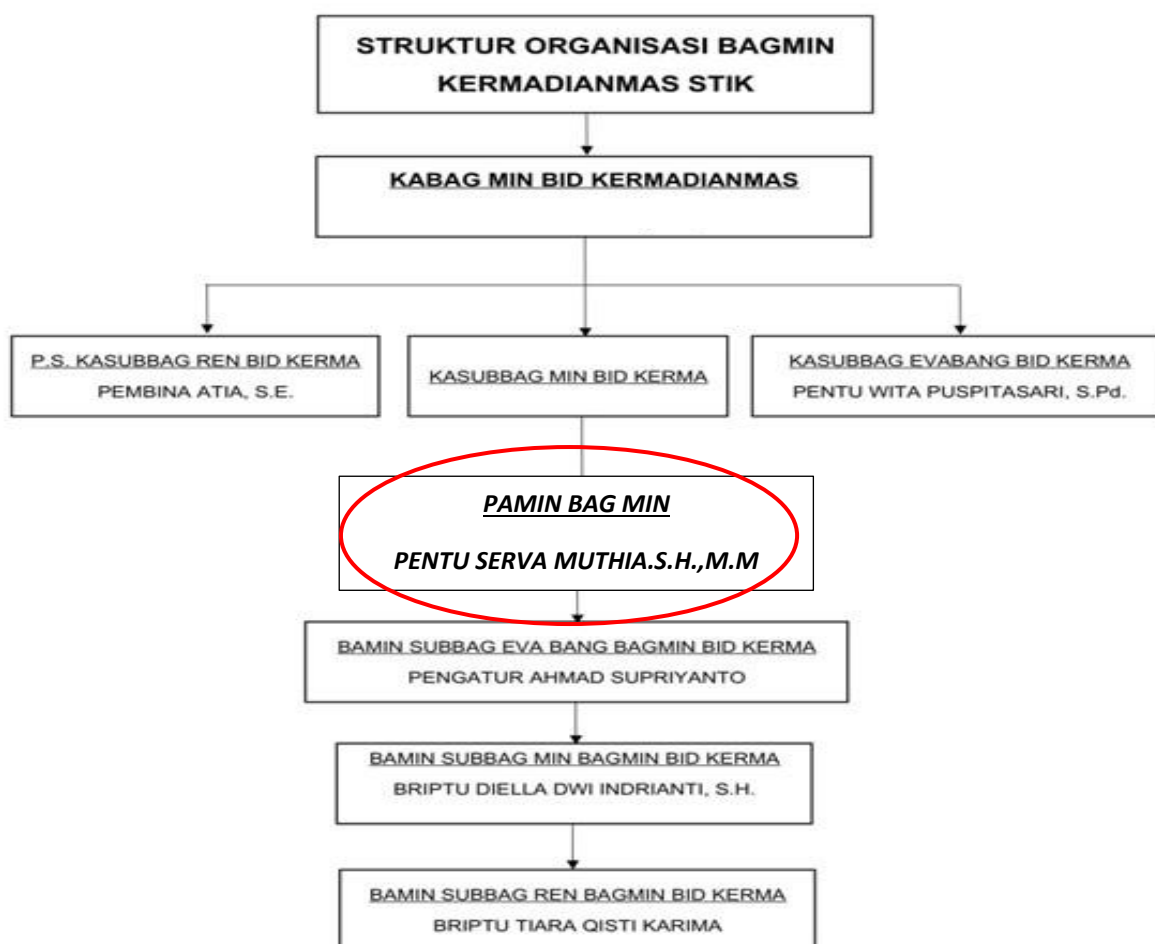 STRUKTUR ORGANISASI BAGMIN
KERMADIANMAS STIK
KABAG MIN BID KERMADIANMAS
P.S. KASUBBAG REN BID KERMA
PEMBINA ATIA, S.E.
KASUBBAG MIN BID KERMA
KASUBBAG EVABANG BID KERMA
PENTU WITA PUSPITASARI, S.Pd.
PAMIN BAG MIN
PENTU SERVA MUTHIA.S.H.,M.M
BAMIN SUBBAG EVA BANG BAGMIN BID KERMA
PENGATUR AHMAD SUPRIYANTO
BAMIN SUBBAG MIN BAGMIN BID KERMA
BRIPTU DIELLA DWI INDRIANTI, S.H.
BAMIN SUBBAG REN BAGMIN BID KERMA
BRIPTU TIARA QISTI KARIMA